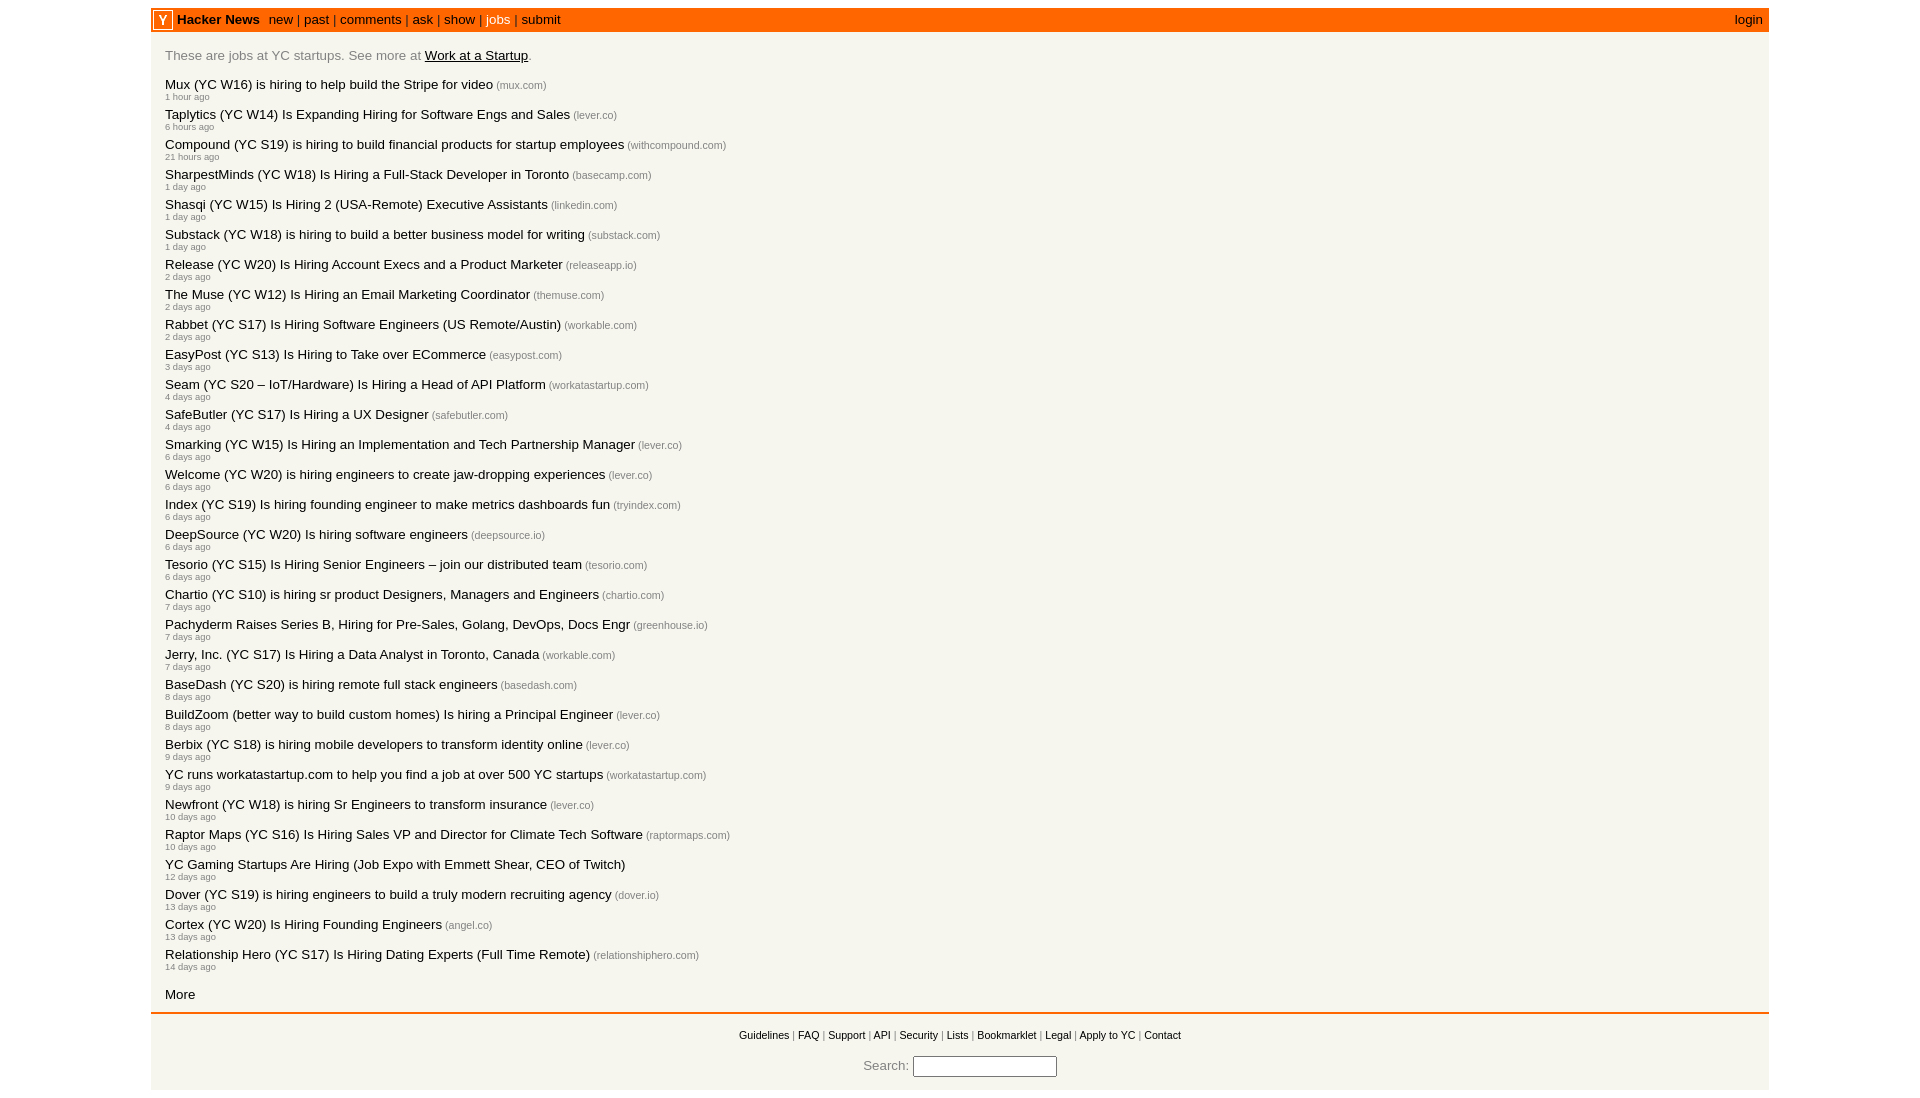 Y Hacker News new | past | comments | ask | show | jobs | submit login
These are jobs at YC startups. See more at Work at a Startup.
Mux (YC W16) is hiring to help build the Stripe for video (mux.com)
1 hour ago
Taplytics (YC W14) Is Expanding Hiring for Software Engs and Sales (lever.co)
6 hours ago
Compound (YC S19) is hiring to build financial products for startup employees (withcompound.com)
21 hours ago
SharpestMinds (YC W18) Is Hiring a Full-Stack Developer in Toronto (basecamp.com)
1 day ago
Shasqi (YC W15) Is Hiring 2 (USA-Remote) Executive Assistants (linkedin.com)
1 day ago
Substack (YC W18) is hiring to build a better business model for writing (substack.com)
1 day ago
Release (YC W20) Is Hiring Account Execs and a Product Marketer (releaseapp.io)
2 days ago
The Muse (YC W12) Is Hiring an Email Marketing Coordinator (themuse.com)
2 days ago
Rabbet (YC S17) Is Hiring Software Engineers (US Remote/Austin) (workable.com)
2 days ago
EasyPost (YC S13) Is Hiring to Take over ECommerce (easypost.com)
3 days ago
Seam (YC S20 – IoT/Hardware) Is Hiring a Head of API Platform (workatastartup.com)
4 days ago
SafeButler (YC S17) Is Hiring a UX Designer (safebutler.com)
4 days ago
Smarking (YC W15) Is Hiring an Implementation and Tech Partnership Manager (lever.co)
6 days ago
Welcome (YC W20) is hiring engineers to create jaw-dropping experiences (lever.co)
6 days ago
Index (YC S19) Is hiring founding engineer to make metrics dashboards fun (tryindex.com)
6 days ago
DeepSource (YC W20) Is hiring software engineers (deepsource.io)
6 days ago
Tesorio (YC S15) Is Hiring Senior Engineers – join our distributed team (tesorio.com)
6 days ago
Chartio (YC S10) is hiring sr product Designers, Managers and Engineers (chartio.com)
7 days ago
Pachyderm Raises Series B, Hiring for Pre-Sales, Golang, DevOps, Docs Engr (greenhouse.io)
7 days ago
Jerry, Inc. (YC S17) Is Hiring a Data Analyst in Toronto, Canada (workable.com)
7 days ago
BaseDash (YC S20) is hiring remote full stack engineers (basedash.com)
8 days ago
BuildZoom (better way to build custom homes) Is hiring a Principal Engineer (lever.co)
8 days ago
Berbix (YC S18) is hiring mobile developers to transform identity online (lever.co)
9 days ago
YC runs workatastartup.com to help you find a job at over 500 YC startups (workatastartup.com)
9 days ago
Newfront (YC W18) is hiring Sr Engineers to transform insurance (lever.co)
10 days ago
Raptor Maps (YC S16) Is Hiring Sales VP and Director for Climate Tech Software (raptormaps.com)
10 days ago
YC Gaming Startups Are Hiring (Job Expo with Emmett Shear, CEO of Twitch)
12 days ago
Dover (YC S19) is hiring engineers to build a truly modern recruiting agency (dover.io)
13 days ago
Cortex (YC W20) Is Hiring Founding Engineers (angel.co)
13 days ago
Relationship Hero (YC S17) Is Hiring Dating Experts (Full Time Remote) (relationshiphero.com)
14 days ago
More
Guidelines | FAQ | Support | API | Security | Lists | Bookmarklet | Legal | Apply to YC | Contact
Search: